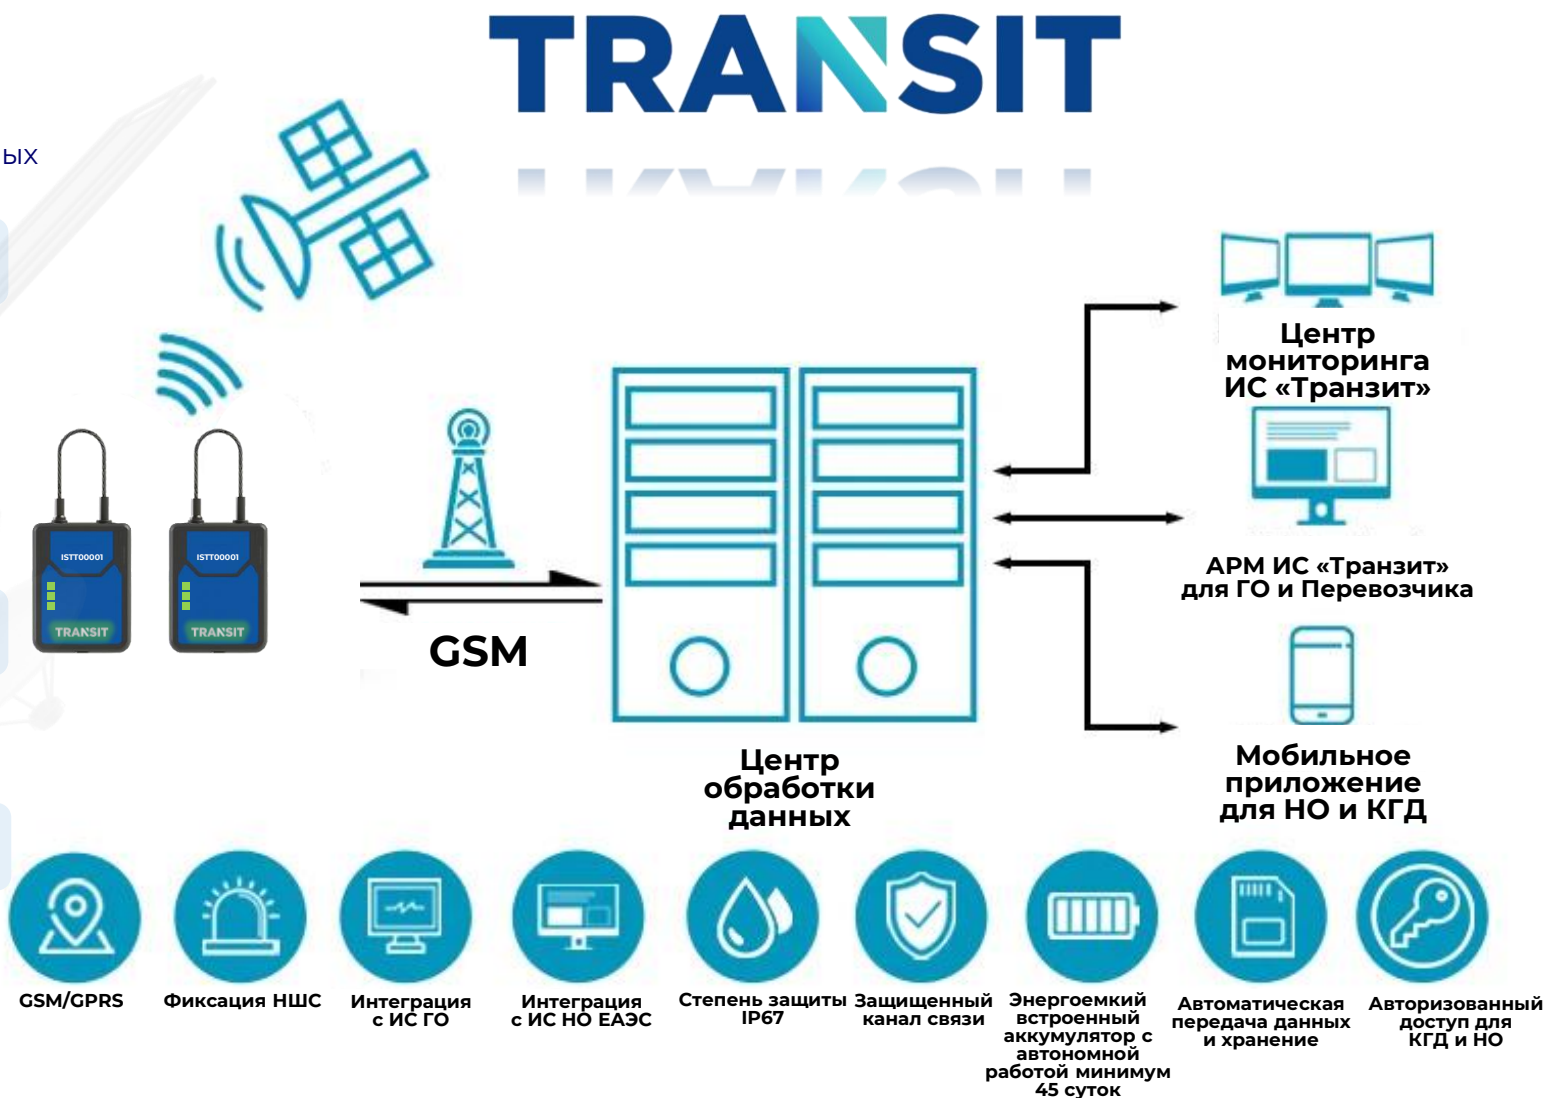 TRANSIT
ых
Центр
мониторинга
ИС «Транзит»
ISTT00001
ISTT00001
TRANSIT
TRANSIT
GSM
АРМ ИС «Транзит»
для ГО и Перевозчика
Центр
обработки
данных
Мобильное
приложение
для НО и КГД
GSM/GPRS
Фиксация НШС
Интеграция
с ИС ГО
Интеграция
с ИС НО ЕАЭС
Степень защиты
IP67
Защищенный
канал связи
Энергоемкий
встроенный
аккумулятор с
автономной
работой минимум
45 суток
Автоматическая
передача данных
и хранение
Авторизованный
доступ для
КГД и НО